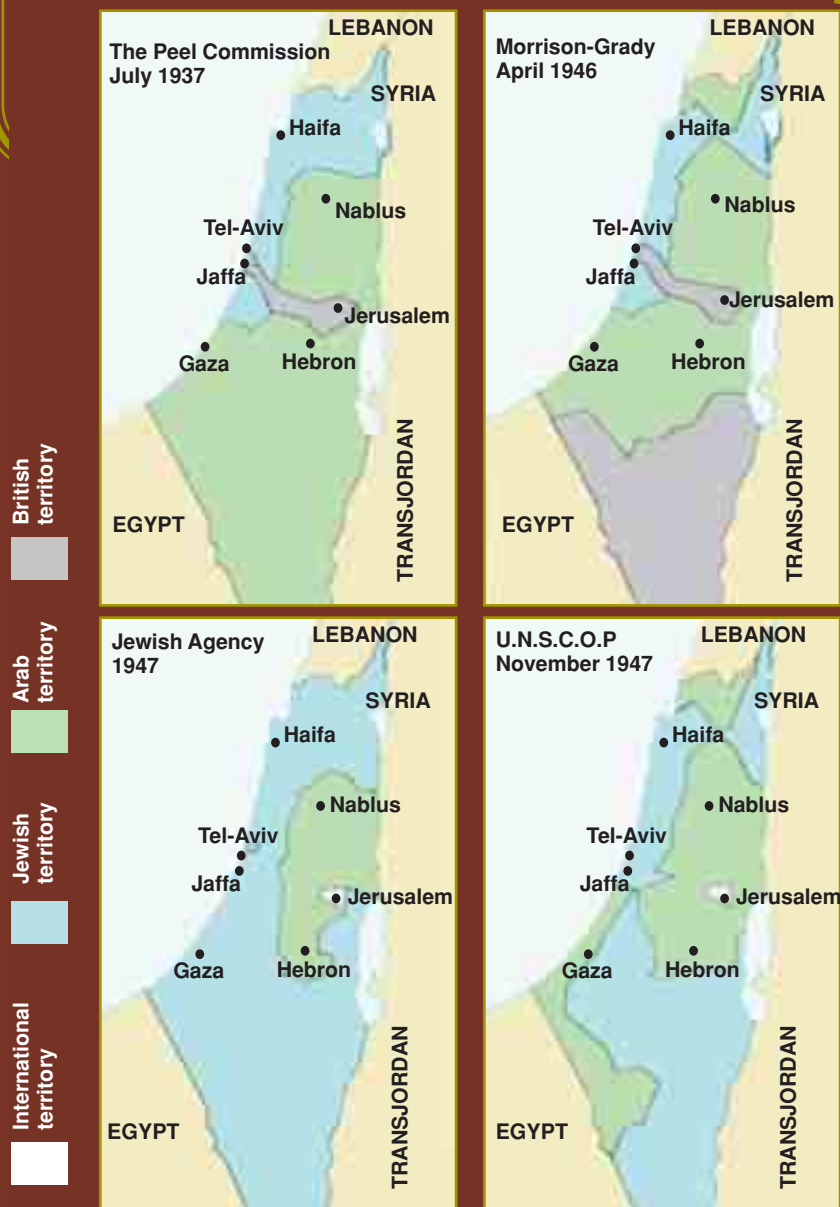 The Peel Commission
July 1937
LEBANON
SYRIA
Haifa
Nablus
Tel-Aviv
Jaffa
Jerusalem
Gaza
Hebron
EGYPT
TRANSJORDAN
Morrison-Grady
April 1946
LEBANON
SYRIA
Haifa
Nablus
Tel-Aviv
Jaffa
Jerusalem
Gaza
Hebron
EGYPT
TRANSJORDAN
Jewish Agency
1947
LEBANON
SYRIA
Haifa
Nablus
Tel-Aviv
Jaffa
Jerusalem
Gaza
Hebron
EGYPT
TRANSJORDAN
U.N.S.C.O.P
November 1947
LEBANON
SYRIA
Haifa
Nablus
Tel-Aviv
Jaffa
Jerusalem
Gaza
Hebron
EGYPT
TRANSJORDAN
International
territory
Jewish
territory
Arab
territory
British
territory